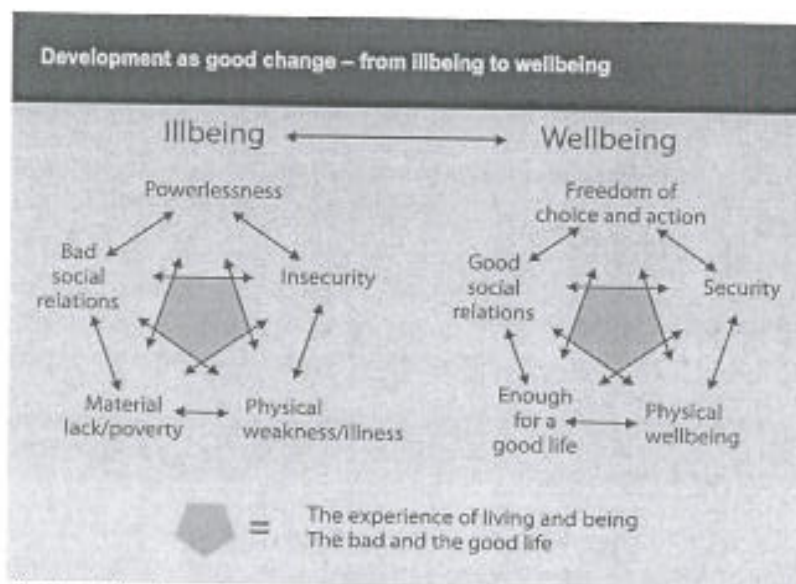 Development as good change – from illbeing to wellbeing
Illbeing
Wellbeing
Powerlessness
Bad
social
relations
Insecurity
Material
lack/poverty
Physical
weakness/illness
Freedom of
choice and action
Good
social
relations
Security
Enough
for a
good life
Physical
wellbeing
=
The experience of living and being
The bad and the good life